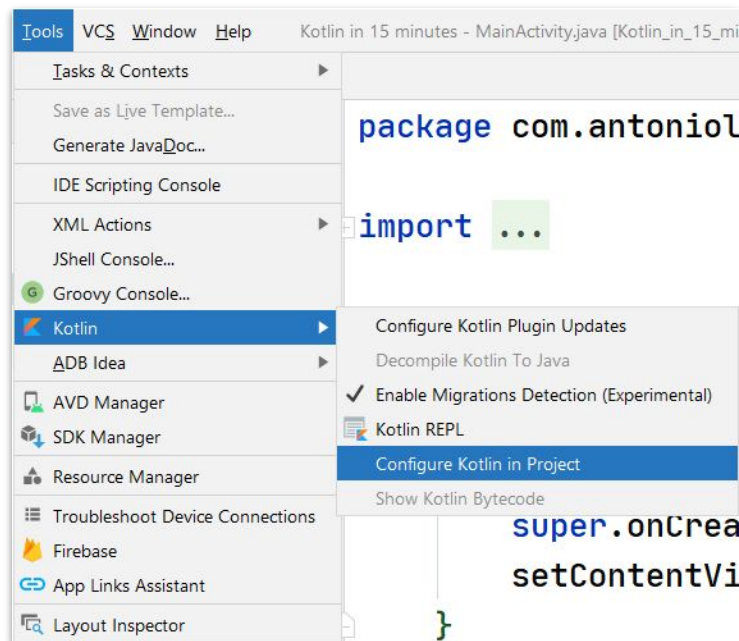 Tools VCS Window Help Kotlin in 15 minutes - MainActivity.java [Kotlin_in_15_mi
Tasks & Contexts
Save as Live Template...
Generate JavaDoc...
IDE Scripting Console
XML Actions
JShell Console...
G Groovy Console...
Kotlin
ADB Idea
AVD Manager
SDK Manager
Resource Manager
Troubleshoot Device Connections
Firebase
App Links Assistant
Layout Inspector
Configure Kotlin Plugin Updates
Decompile Kotlin To Java
Enable Migrations Detection (Experimental)
Kotlin REPL
Configure Kotlin in Project
Show Kotlin Bytecode
package com.antoniol
import ...
super.onCrea
setContentVi
}